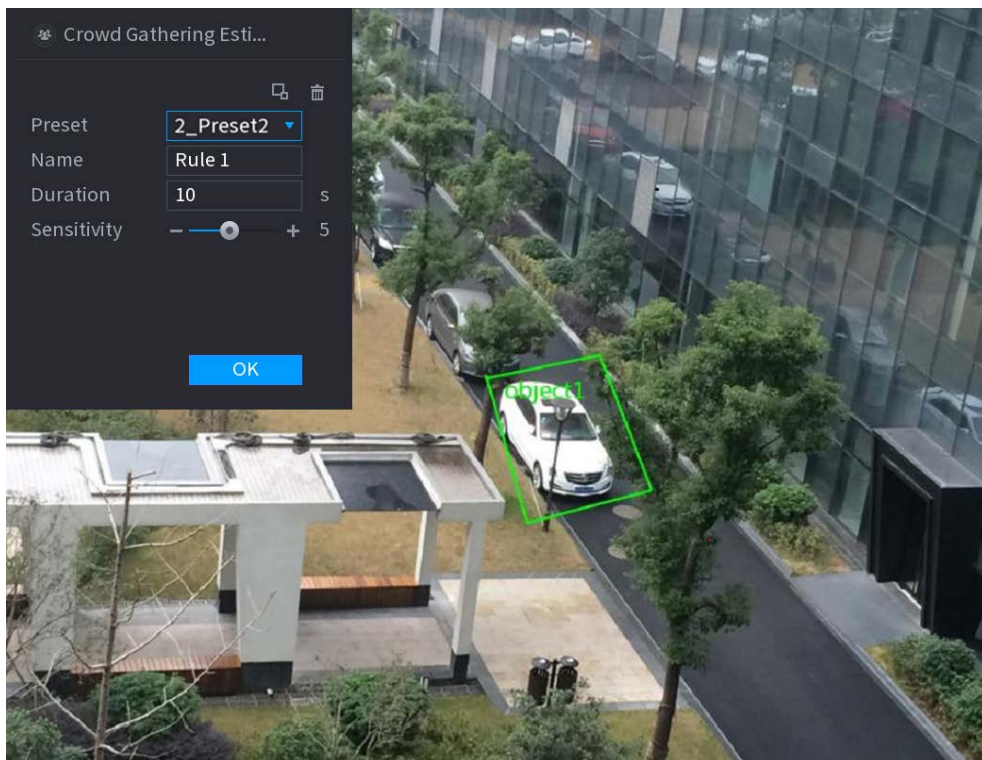 Crowd Gathering Esti...
Preset 2_Preset2
Name Rule 1
Duration 10 s
Sensitivity 5
OK
object1